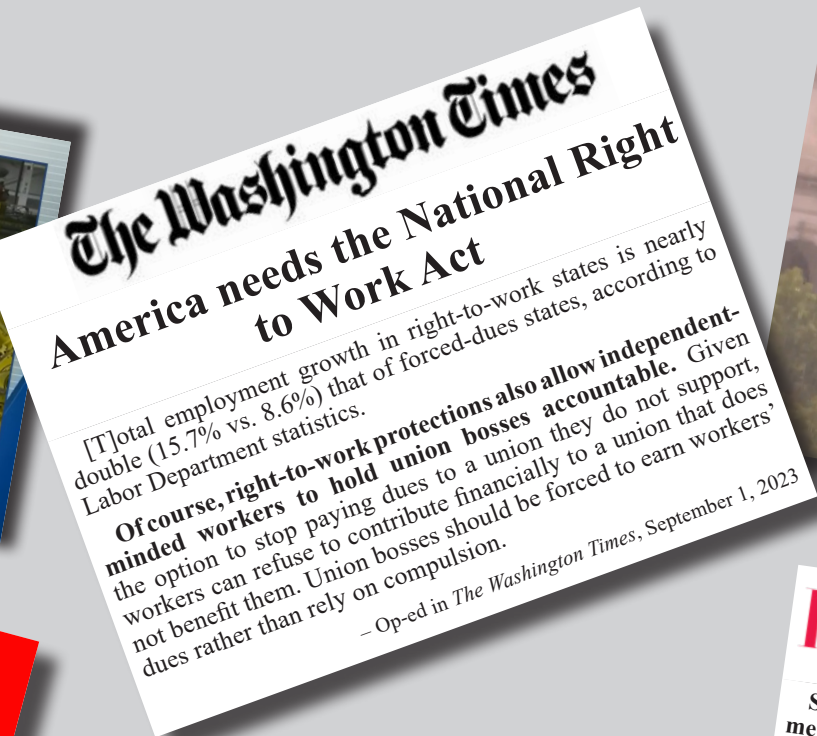 The Washington Times
America needs the National Right
to Work Act
[T]otal employment growth in right-to-work states is nearly
double (15.7% vs. 8.6%) that of forced-dues states, according to
Labor Department statistics.
Of course, right-to-work protections also allow independent-
minded workers to hold union bosses accountable. Given
the option to stop paying dues to a union they do not support,
workers can refuse to contribute financially to a union that does
not benefit them. Union bosses should be forced to earn workers’
dues rather than rely on compulsion.
– Op-ed in The Washington Times, September 1, 2023